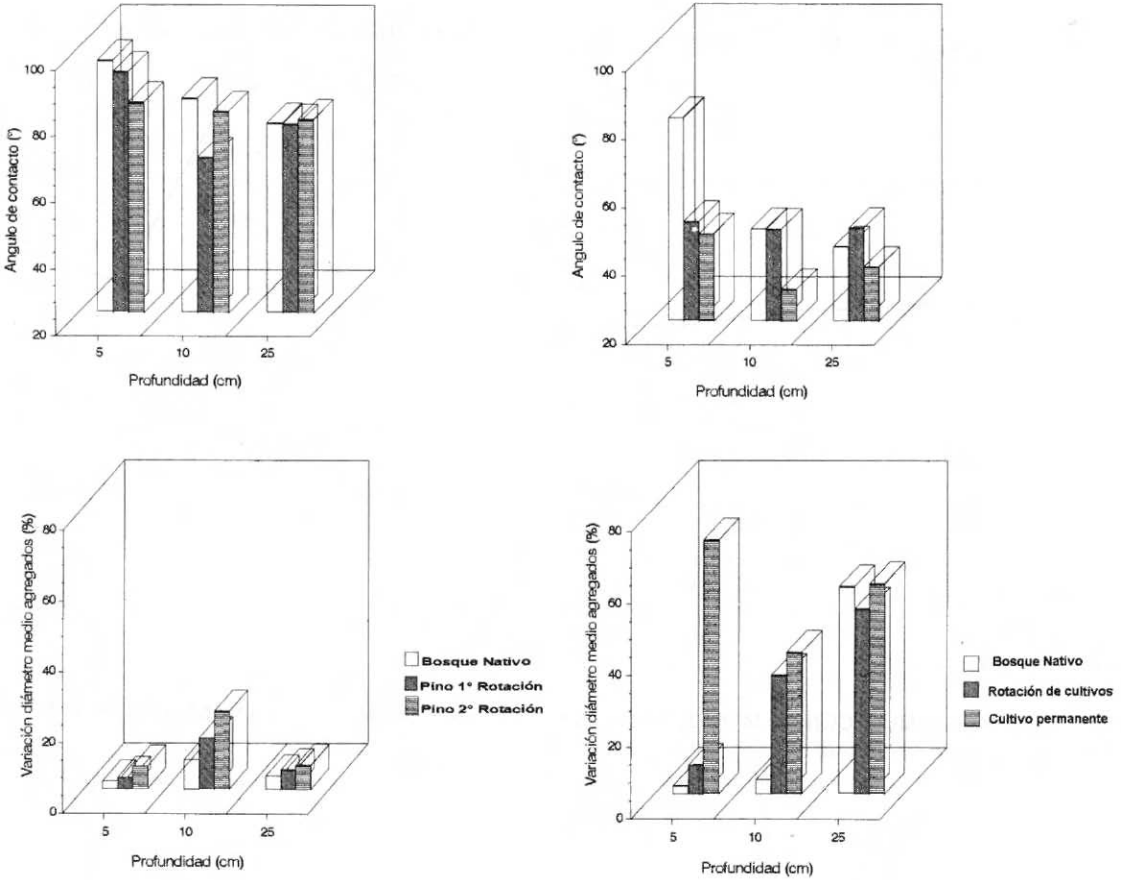 100
80
60
40
20
Angulo de contacto (°)
5 10 25
Profundidad (cm)
100
80
60
40
20
Angulo de contacto (°)
5 10 25
Profundidad (cm)
80
60
40
20
0
Variación diámetro medio agregados (%)
5 10 25
Profundidad (cm)
Bosque Nativo
Pino 1° Rotación
Pino 2° Rotación
80
60
40
20
0
Variación diámetro medio agregados (%)
5 10 25
Profundidad (cm)
Bosque Nativo
Rotación de cultivos
Cultivo permanente